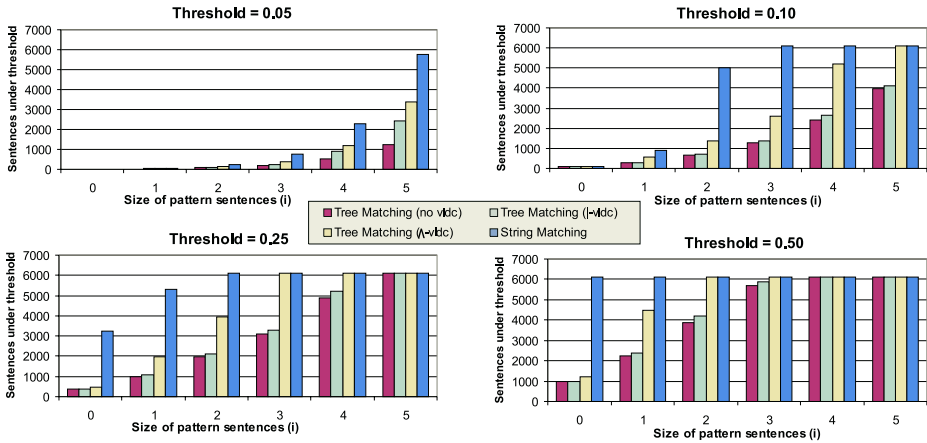 Threshold = 0.05
Sentences under threshold
7000
6000
5000
4000
3000
2000
1000
0
0 1 2 3 4 5
Size of pattern sentences (i)
Threshold = 0.10
Sentences under threshold
7000
6000
5000
4000
3000
2000
1000
0
0 1 2 3 4 5
Size of pattern sentences (i)
Tree Matching (no vldc) Tree Matching (|-vldc)
Tree Matching (Λ-vldc) String Matching
Threshold = 0.25
Sentences under threshold
7000
6000
5000
4000
3000
2000
1000
0
0 1 2 3 4 5
Size of pattern sentences (i)
Threshold = 0.50
Sentences under threshold
7000
6000
5000
4000
3000
2000
1000
0
0 1 2 3 4 5
Size of pattern sentences (i)